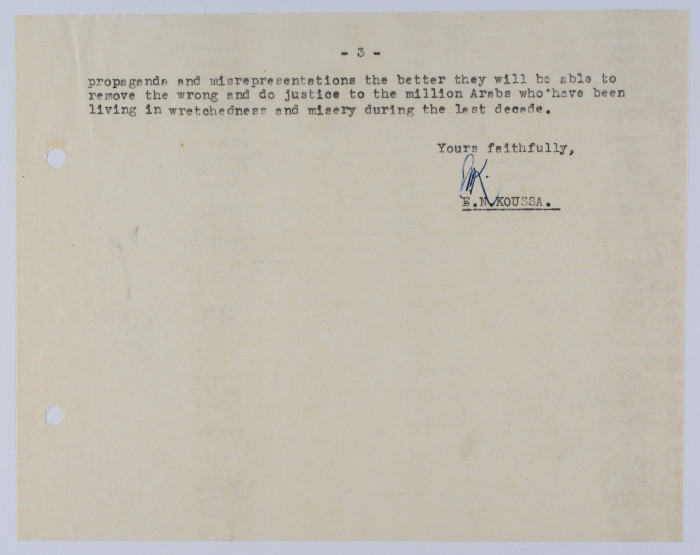 - 3 -
propaganda and misrepresentations the better they will be able to
remove the wrong and do justice to the million Arabs who have been
living in wretchedness and misery during the last decade.
Yours faithfully,
E.N.KOUSSA.